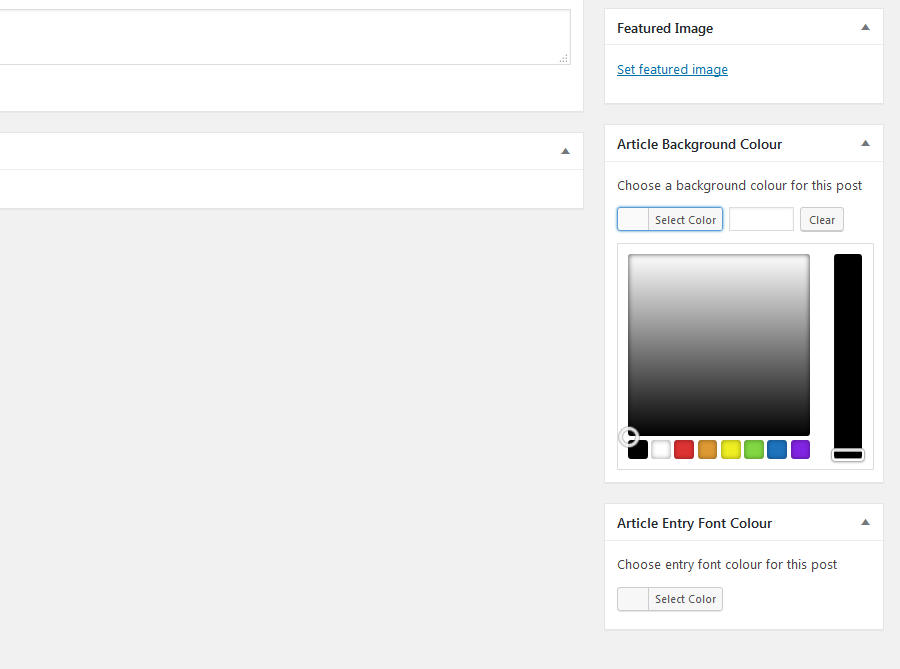 Featured Image
Set featured image
Article Background Colour
Choose a background colour for this post
Select Color
Clear
Article Entry Font Colour
Choose entry font colour for this post
Select Color